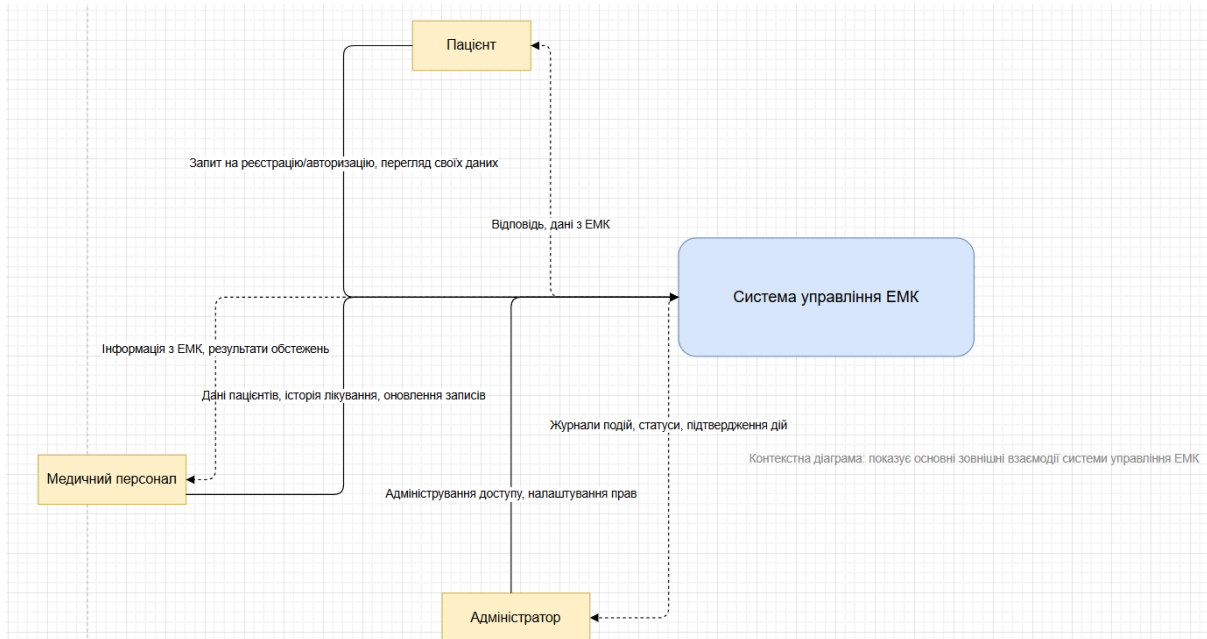 Пацієнт
Запит на реєстрацію/авторизацію, перегляд своїх даних
Відповідь, дані з ЕМК
Система управління ЕМК
Інформація з ЕМК, результати обстежень
Дані пацієнтів, історія лікування, оновлення записів
Журнали подій, статуси, підтвердження дій
Контекстна діаграма: показує основні зовнішні взаємодії системи управління ЕМК
Медичний персонал
Адміністрування доступу, налаштування прав
Адміністратор